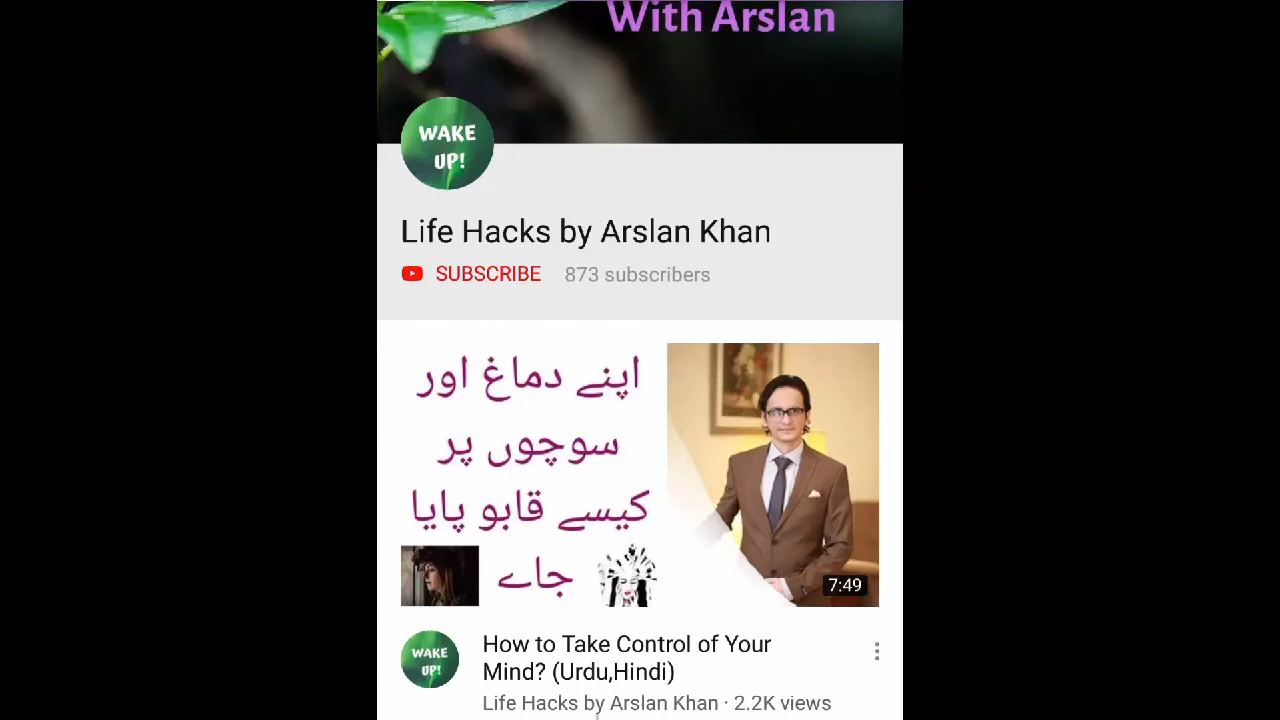 With Arslan
WAKE
UP!
Life Hacks by Arslan Khan
SUBSCRIBE 873 subscribers
اپنے دماغ اور
سوچوں پر
کیسے قابو پایا
جاے
7:49
WAKE
UP!
How to Take Control of Your
Mind? (Urdu,Hindi)
Life Hacks by Arslan Khan · 2.2K views